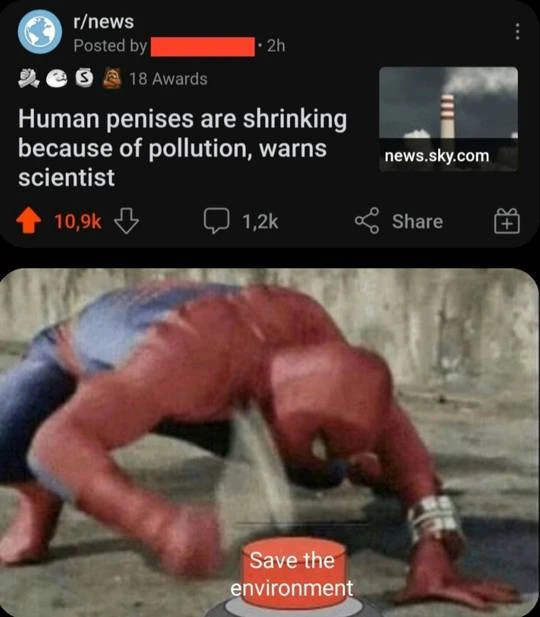 r/news
Posted by • 2h
18 Awards
Human penises are shrinking
because of pollution, warns
scientist
news.sky.com
10,9k
1,2k
Share
Save the
environment